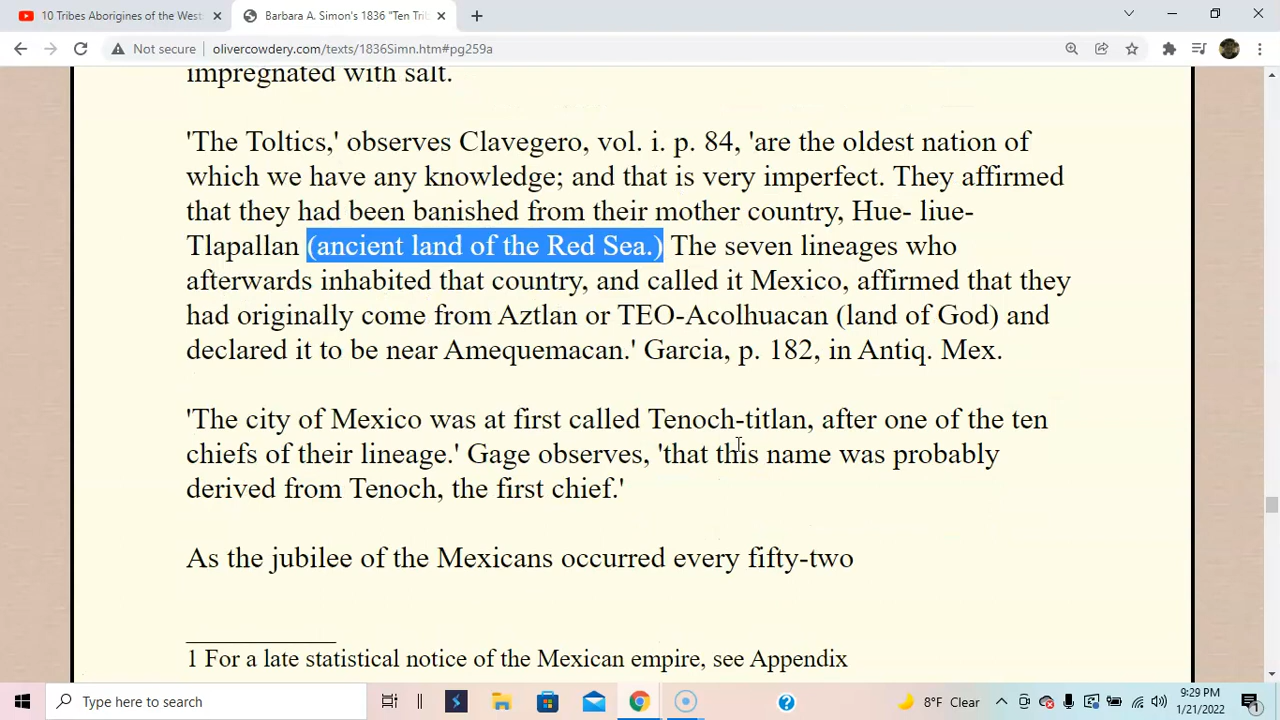 10 Tribes Aborigines of the West
Barbara A. Simon's 1836 "Ten Trib
Not secure
olivercowdery.com/texts/1836Simn.htm#pg259a
impregnated with salt.
'The Toltics,' observes Clavegero, vol. i. p. 84, 'are the oldest nation of
which we have any knowledge; and that is very imperfect. They affirmed
that they had been banished from their mother country, Hue- liue-
Tlapallan (ancient land of the Red Sea.) The seven lineages who
afterwards inhabited that country, and called it Mexico, affirmed that they
had originally come from Aztlan or TEO-Acolhuacan (land of God) and
declared it to be near Amequemacan.' Garcia, p. 182, in Antiq. Mex.
'The city of Mexico was at first called Tenoch-titlan, after one of the ten
chiefs of their lineage.' Gage observes, 'that this name was probably
derived from Tenoch, the first chief.'
As the jubilee of the Mexicans occurred every fifty-two
1 For a late statistical notice of the Mexican empire, see Appendix
Type here to search
8°F Clear
9:29 PM
1/21/2022